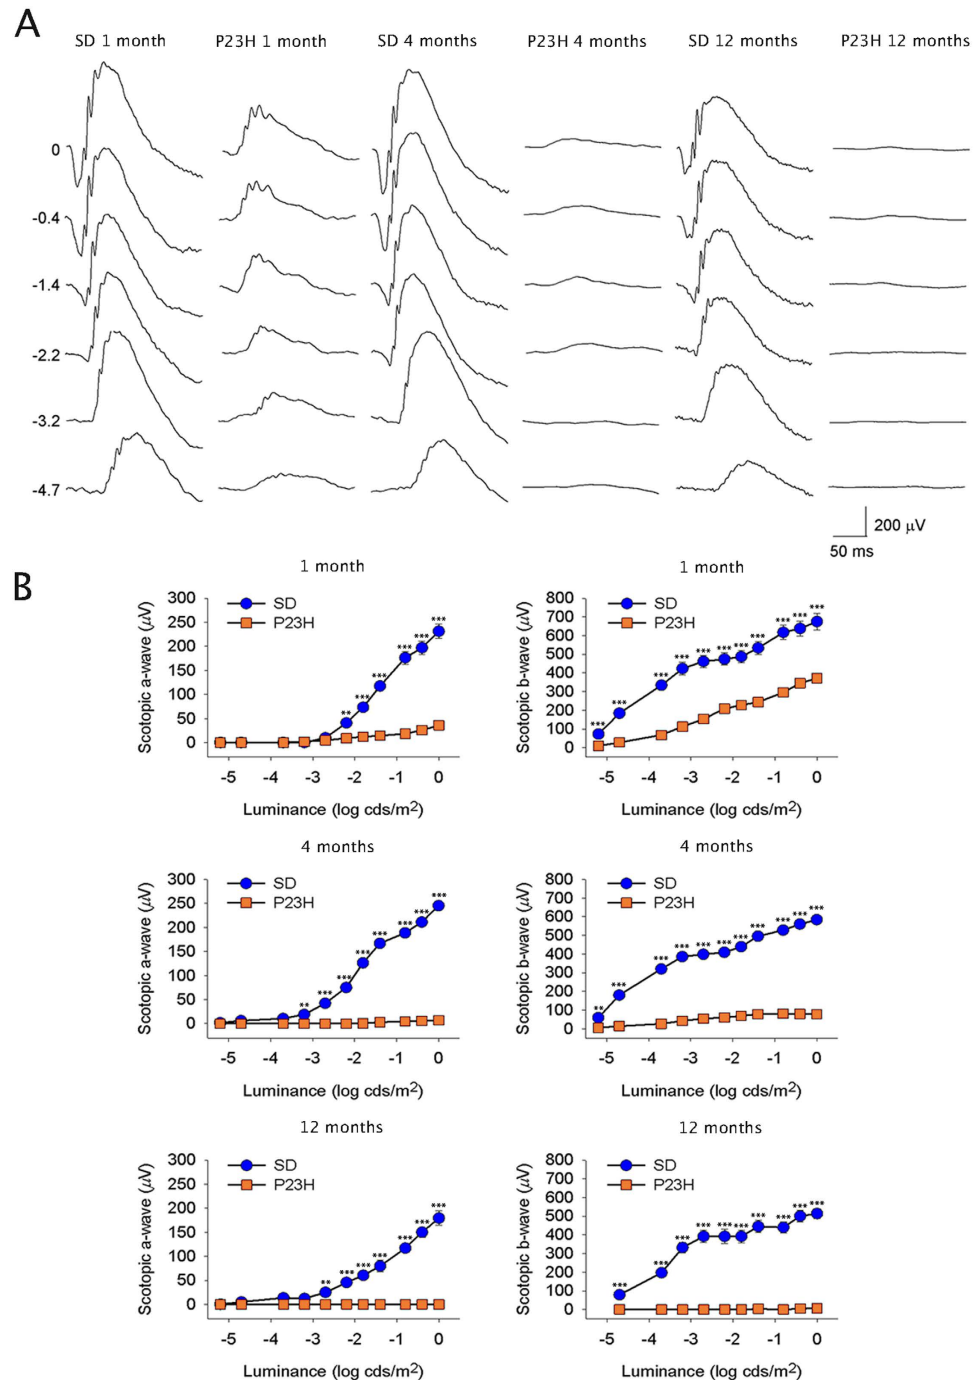 A
SD 1 month P23H 1 month SD 4 months P23H 4 months SD 12 months P23H 12 months
0
-0.4
-1.4
-2.2
-3.2
-4.7
200 μV
50 ms
B
1 month
Scotopic a-wave (μV)
300
250
200
150
100
50
0
SD
P23H
** *** *** *** *** ***
-5 -4 -3 -2 -1 0
Luminance (log cds/m²)
1 month
Scotopic b-wave (μV)
800
700
600
500
400
300
200
100
0
SD
P23H
*** *** *** *** *** *** *** *** *** *** ***
-5 -4 -3 -2 -1 0
Luminance (log cds/m²)
4 months
Scotopic a-wave (μV)
300
250
200
150
100
50
0
SD
P23H
** *** *** *** *** *** *** ***
-5 -4 -3 -2 -1 0
Luminance (log cds/m²)
4 months
Scotopic b-wave (μV)
800
700
600
500
400
300
200
100
0
SD
P23H
** *** *** *** *** *** *** *** *** *** ***
-5 -4 -3 -2 -1 0
Luminance (log cds/m²)
12 months
Scotopic a-wave (μV)
300
250
200
150
100
50
0
SD
P23H
** *** *** *** *** *** ***
-5 -4 -3 -2 -1 0
Luminance (log cds/m²)
12 months
Scotopic b-wave (μV)
800
700
600
500
400
300
200
100
0
SD
P23H
*** *** *** *** *** *** *** *** *** ***
-5 -4 -3 -2 -1 0
Luminance (log cds/m²)